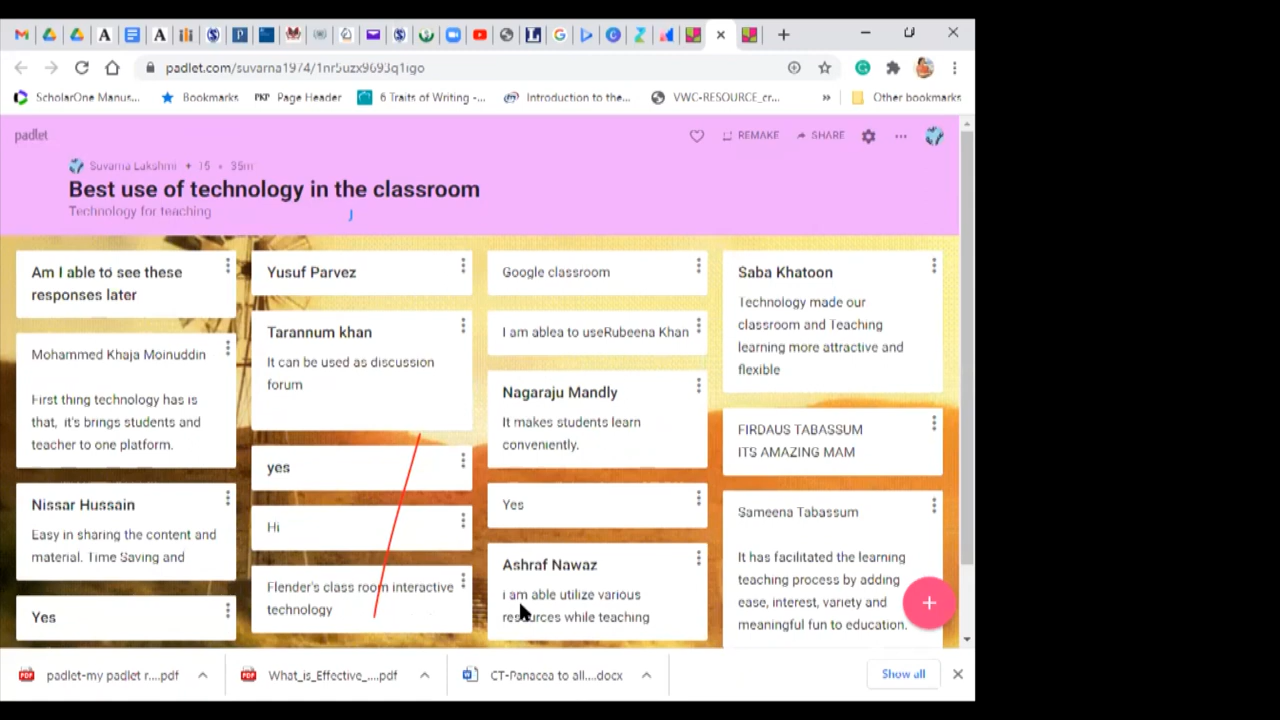 padlet.com/suvarna1974/1nr5uzx9693q1igo
ScholarOne Manus...
Bookmarks
PKP Page Header
6 Traits of Writing -...
Introduction to the...
VWC-RESOURCE_cr...
»
Other bookmarks
padlet
REMAKE
SHARE
Suvarna Lakshmi + 15 • 35m
Best use of technology in the classroom
Technology for teaching
Am I able to see these
responses later
Mohammed Khaja Moinuddin
First thing technology has is
that, it's brings students and
teacher to one platform.
Nissar Hussain
Easy in sharing the content and
material. Time Saving and
Yes
Yusuf Parvez
Tarannum khan
It can be used as discussion
forum
yes
Hi
Flender's class room interactive
technology
Google classroom
I am ablea to useRubeena Khan
Nagaraju Mandly
It makes students learn
conveniently.
Yes
Ashraf Nawaz
i am able utilize various
resources while teaching
Saba Khatoon
Technology made our
classroom and Teaching
learning more attractive and
flexible
FIRDAUS TABASSUM
ITS AMAZING MAM
Sameena Tabassum
It has facilitated the learning
teaching process by adding
ease, interest, variety and
meaningful fun to education.
padlet-my padlet r....pdf
What_is_Effective_....pdf
CT-Panacea to all....docx
Show all